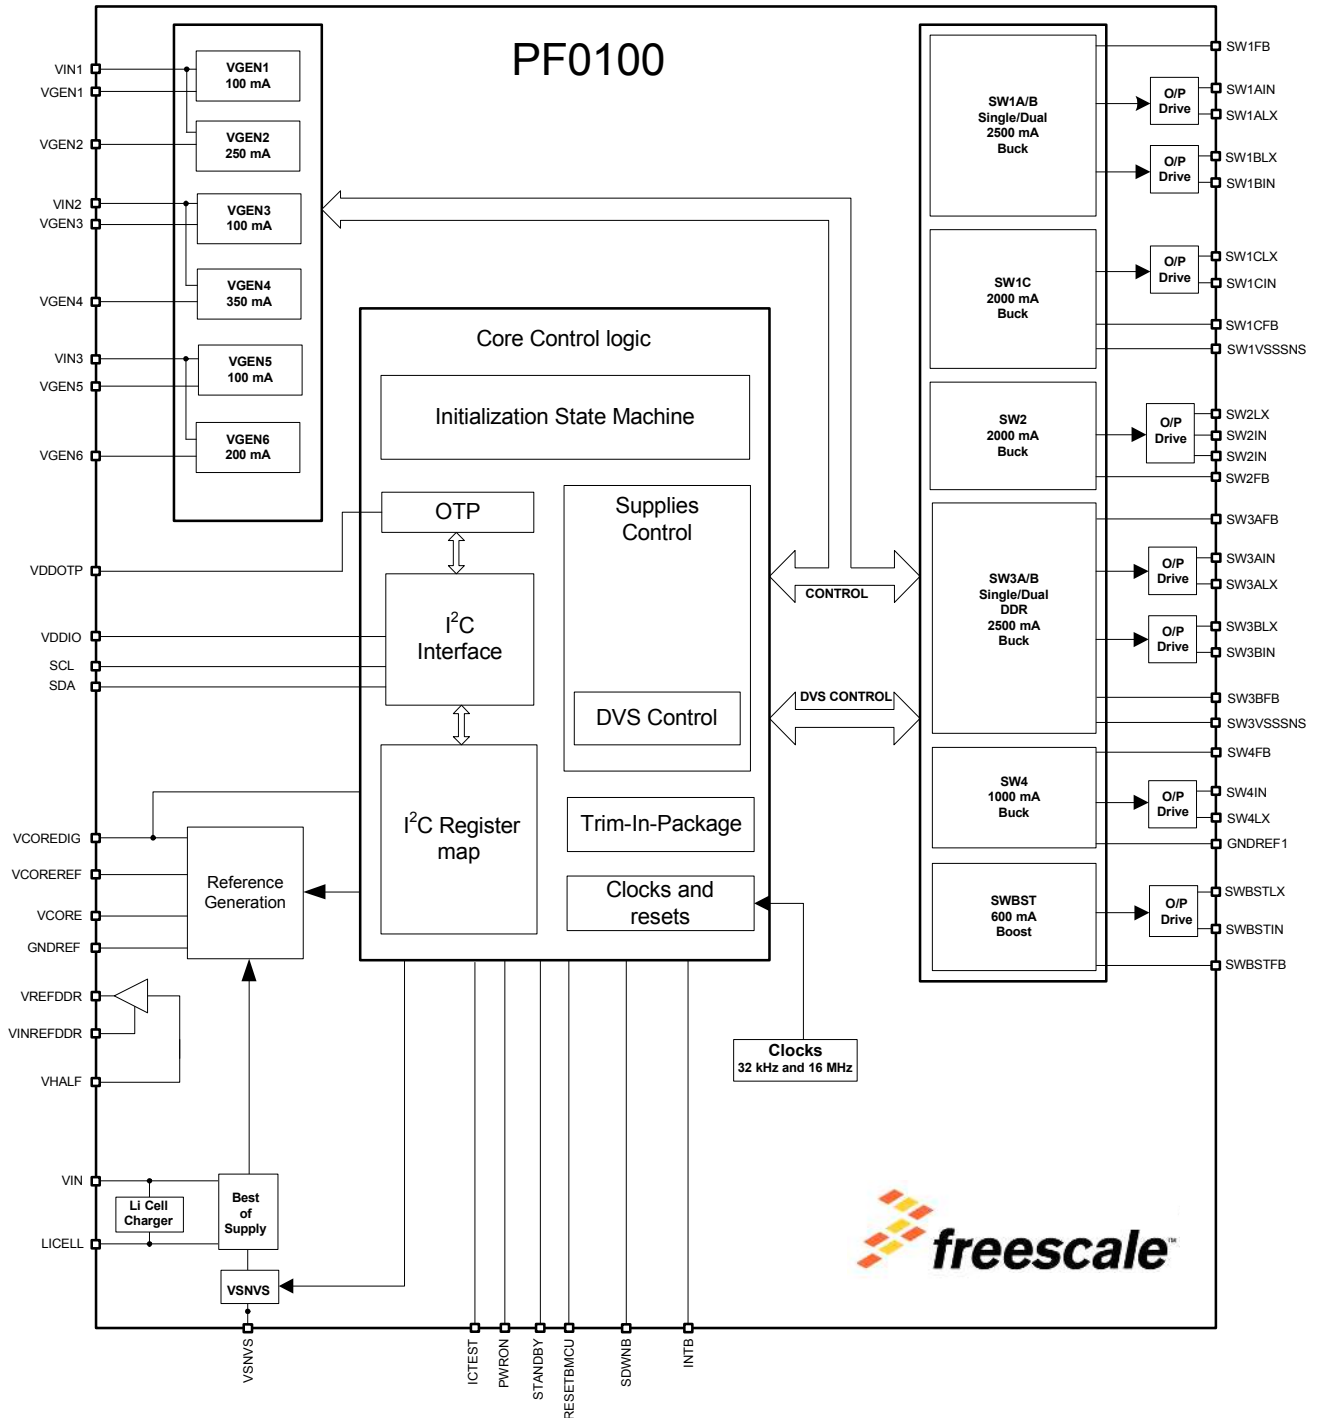 PF0100
VIN1
VGEN1
VGEN2
VIN2
VGEN3
VGEN4
VIN3
VGEN5
VGEN6
VDDOTP
VDDIO
SCL
SDA
VCOREDIG
VCOREREF
VCORE
GNDREF
VREFDDR
VINREFDDR
VHALF
VIN
LICELL
VGEN1
100 mA
VGEN2
250 mA
VGEN3
100 mA
VGEN4
350 mA
VGEN5
100 mA
VGEN6
200 mA
Core Control logic
Initialization State Machine
OTP
I²C
Interface
I²C Register
map
Supplies
Control
DVS Control
Trim-In-Package
Clocks and
resets
Reference
Generation
Li Cell
Charger
Best
of
Supply
VSNVS
Clocks
32 kHz and 16 MHz
CONTROL
DVS CONTROL
SW1A/B
Single/Dual
2500 mA
Buck
O/P
Drive
O/P
Drive
SW1C
2000 mA
Buck
O/P
Drive
SW2
2000 mA
Buck
O/P
Drive
SW3A/B
Single/Dual
DDR
2500 mA
Buck
O/P
Drive
O/P
Drive
SW4
1000 mA
Buck
O/P
Drive
SWBST
600 mA
Boost
O/P
Drive
SW1FB
SW1AIN
SW1ALX
SW1BLX
SW1BIN
SW1CLX
SW1CIN
SW1CFB
SW1VSSSNS
SW2LX
SW2IN
SW2IN
SW2FB
SW3AFB
SW3AIN
SW3ALX
SW3BLX
SW3BIN
SW3BFB
SW3VSSSNS
SW4FB
SW4IN
SW4LX
GNDREF1
SWBSTLX
SWBSTIN
SWBSTFB
freescale™
VSNVS
ICTEST
PWRON
STANDBY
RESETBMCU
SDWNB
INTB